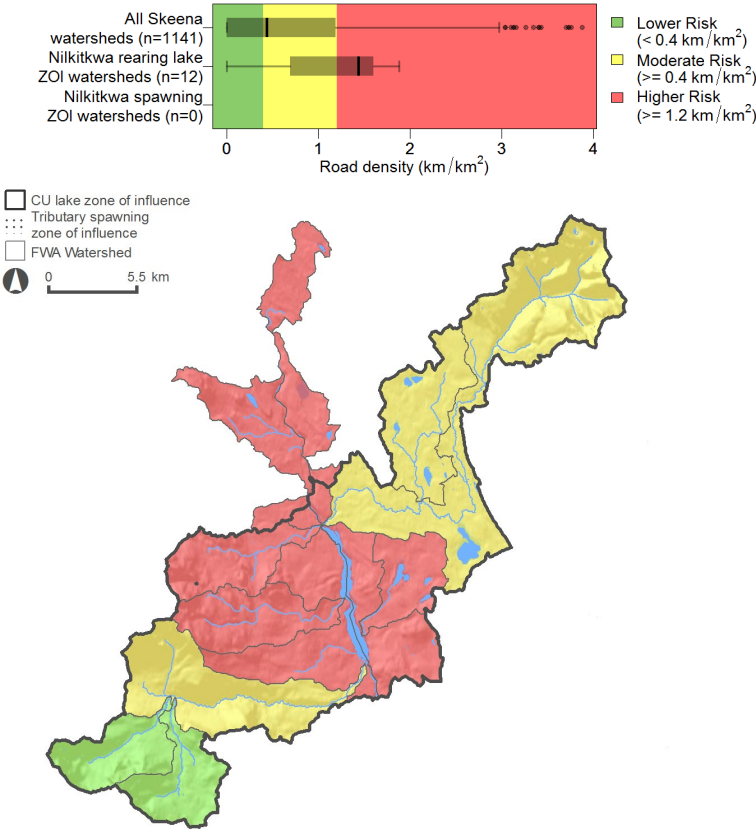 All Skeena
watersheds (n=1141)
Nilkitkwa rearing lake
ZOI watersheds (n=12)
Nilkitkwa spawning
ZOI watersheds (n=0)
0 1 2 3 4
Road density (km/km²)
Lower Risk
(< 0.4 km/km²)
Moderate Risk
(>= 0.4 km/km²)
Higher Risk
(>= 1.2 km/km²)
CU lake zone of influence
Tributary spawning
zone of influence
FWA Watershed
0 5.5 km